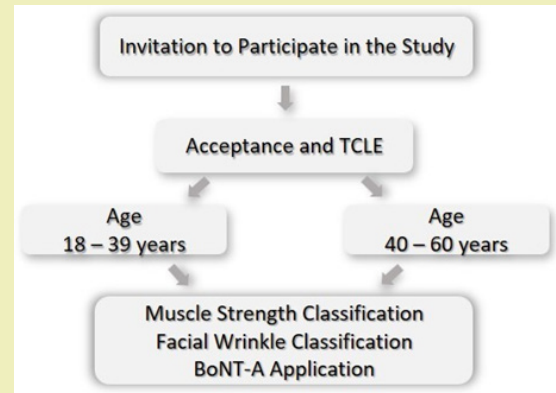 Invitation to Participate in the Study
Acceptance and TCLE
Age
18 – 39 years
Age
40 – 60 years
Muscle Strength Classification
Facial Wrinkle Classification
BoNT-A Application